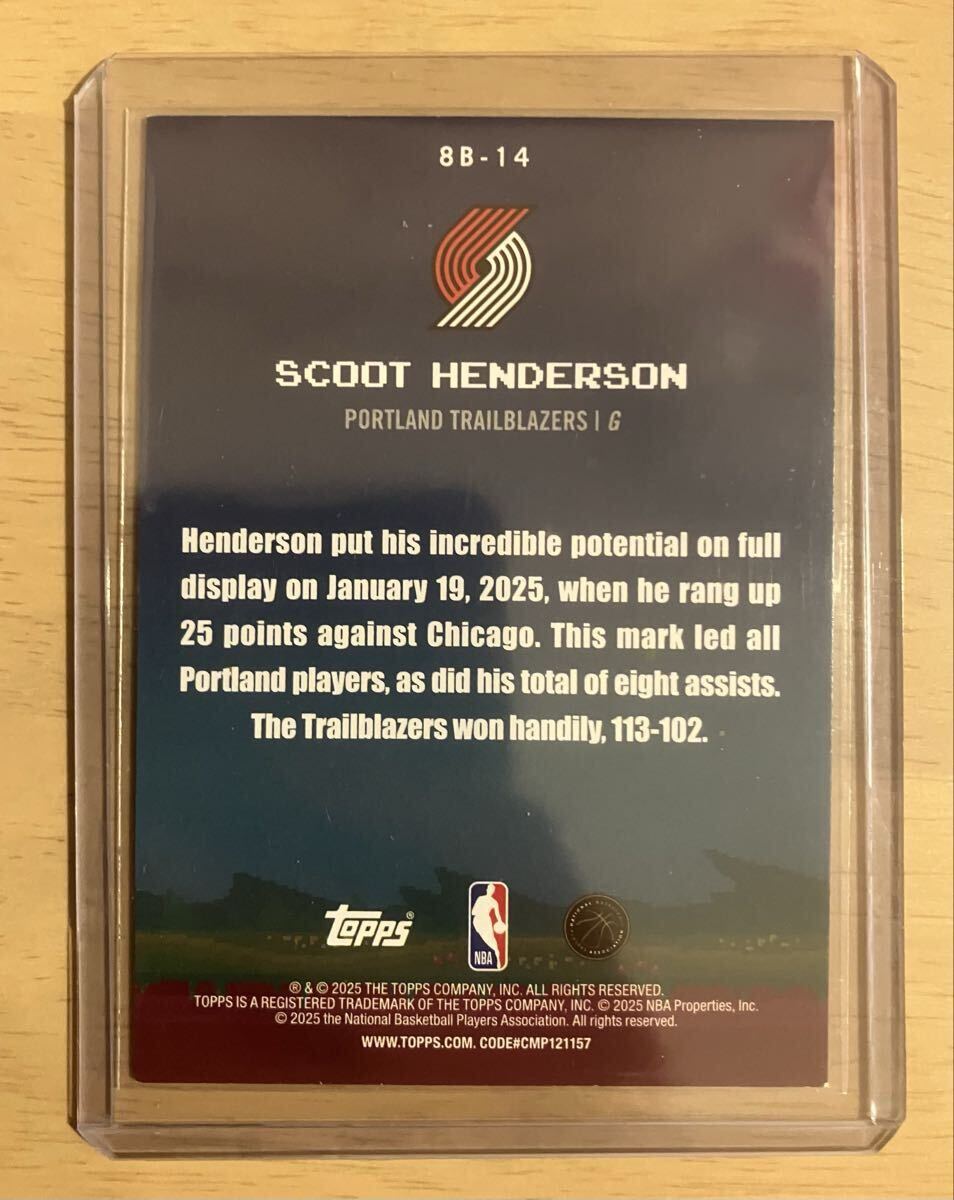 8B-14
SCOOT HENDERSON
PORTLAND TRAILBLAZERS | G
Henderson put his incredible potential on full
display on January 19, 2025, when he rang up
25 points against Chicago. This mark led all
Portland players, as did his total of eight assists.
The Trailblazers won handily, 113-102.
topps®
NBA
® & © 2025 THE TOPPS COMPANY, INC. ALL RIGHTS RESERVED.
TOPPS IS A REGISTERED TRADEMARK OF THE TOPPS COMPANY, INC. © 2025 NBA Properties, Inc.
© 2025 the National Basketball Players Association. All rights reserved.
WWW.TOPPS.COM. CODE#CMP121157